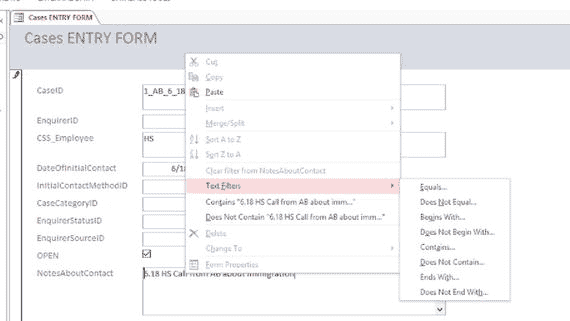 Cases ENTRY FORM
Cases ENTRY FORM
CaseID
1_AB_6_18
EnquirerID
CSS_Employee
HS
DateOfInitialContact
6/18
InitialContactMethodID
CaseCategoryID
EnquirerStatusID
EnquirerSourceID
OPEN
NotesAboutContact
6.18 HS Call from AB about immigration
Cut
Copy
Paste
Insert
Merge/Split
Sort A to Z
Sort Z to A
Clear filter from NotesAboutContact
Text Filters
Contains "6.18 HS Call from AB about imm..."
Does Not Contain "6.18 HS Call from AB about imm..."
Delete
Change To
Form Properties
Equals...
Does Not Equal...
Begins With...
Does Not Begin With...
Contains...
Does Not Contain...
Ends With...
Does Not End With...